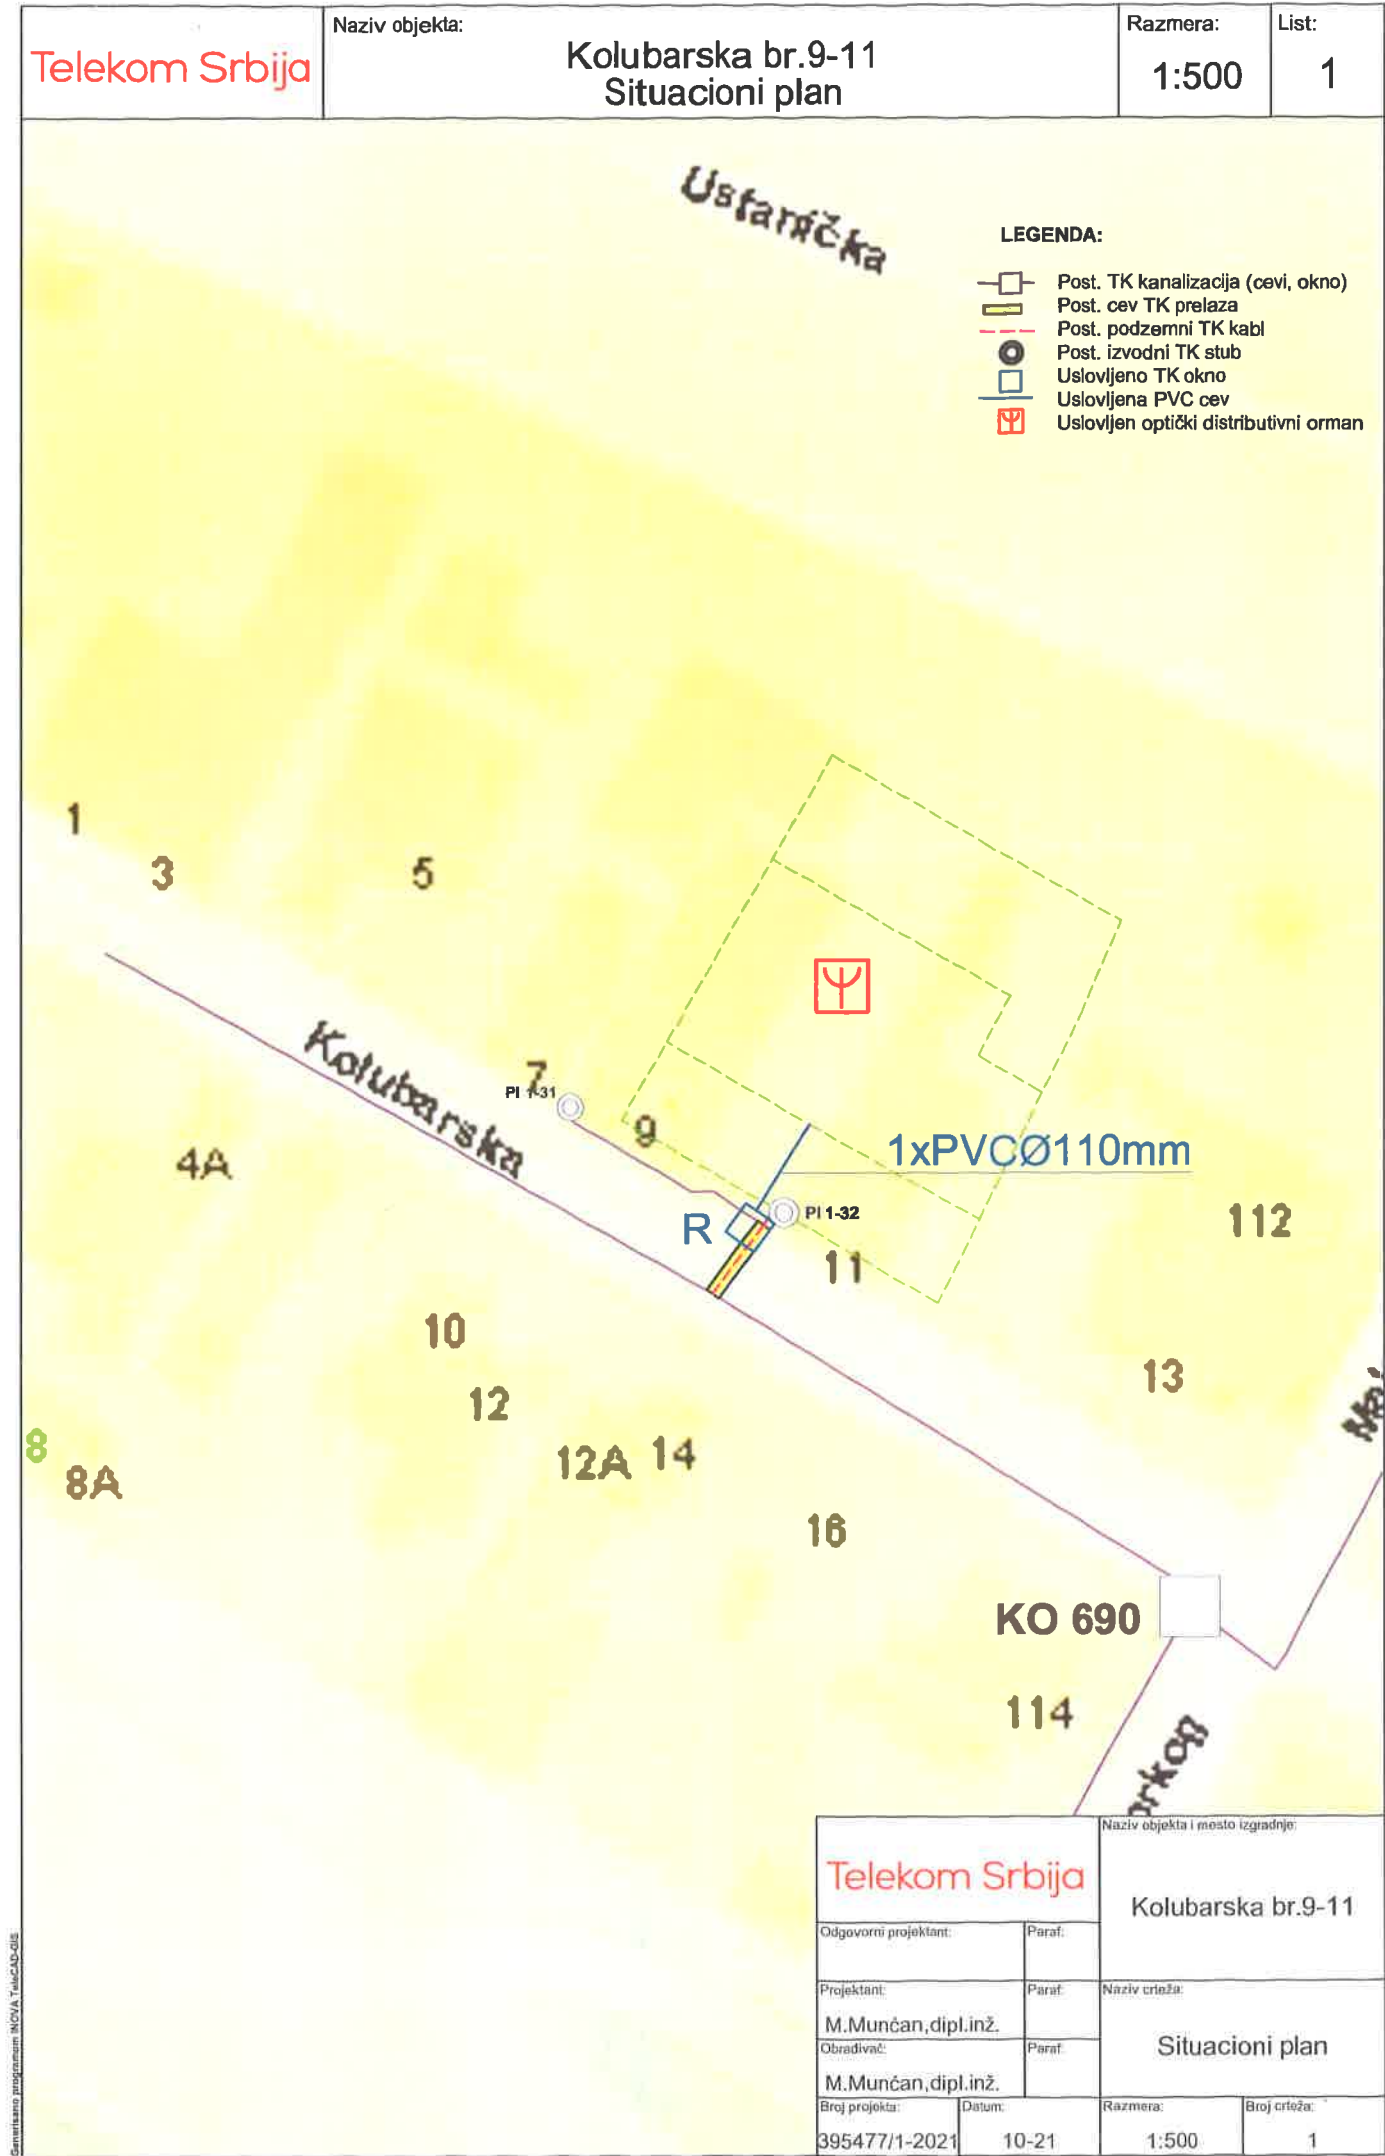 Telekom Srbija
Naziv objekta:
Kolubarska br.9-11
Situacioni plan
Razmera:
1:500
List:
1
Ustanička
LEGENDA:
Post. TK kanalizacija (cevi, okno)
Post. cev TK prelaza
Post. podzemni TK kabl
Post. izvodni TK stub
Uslovljeno TK okno
Uslovljena PVC cev
Uslovljen optički distributivni orman
1
3
5
Kolubarska
7
PI 1-31
9
4A
1xPVCØ110mm
R
PI 1-32
11
112
10
12
13
8
8A
12A
14
16
KO 690
114
Telekom Srbija
Naziv objekta i mesto izgradnje:
Kolubarska br.9-11
Odgovorni projektant:
Paraf:
Projektant:
Paraf:
M.Munćan,dipl.inž.
Naziv crteža:
Situacioni plan
Obrađivač:
Paraf:
M.Munćan,dipl.inž.
Broj projekta:
395477/1-2021
Datum:
10-21
Razmera:
1:500
Broj crteža:
1
Generisano programom INOVA TeleCAD-GIS